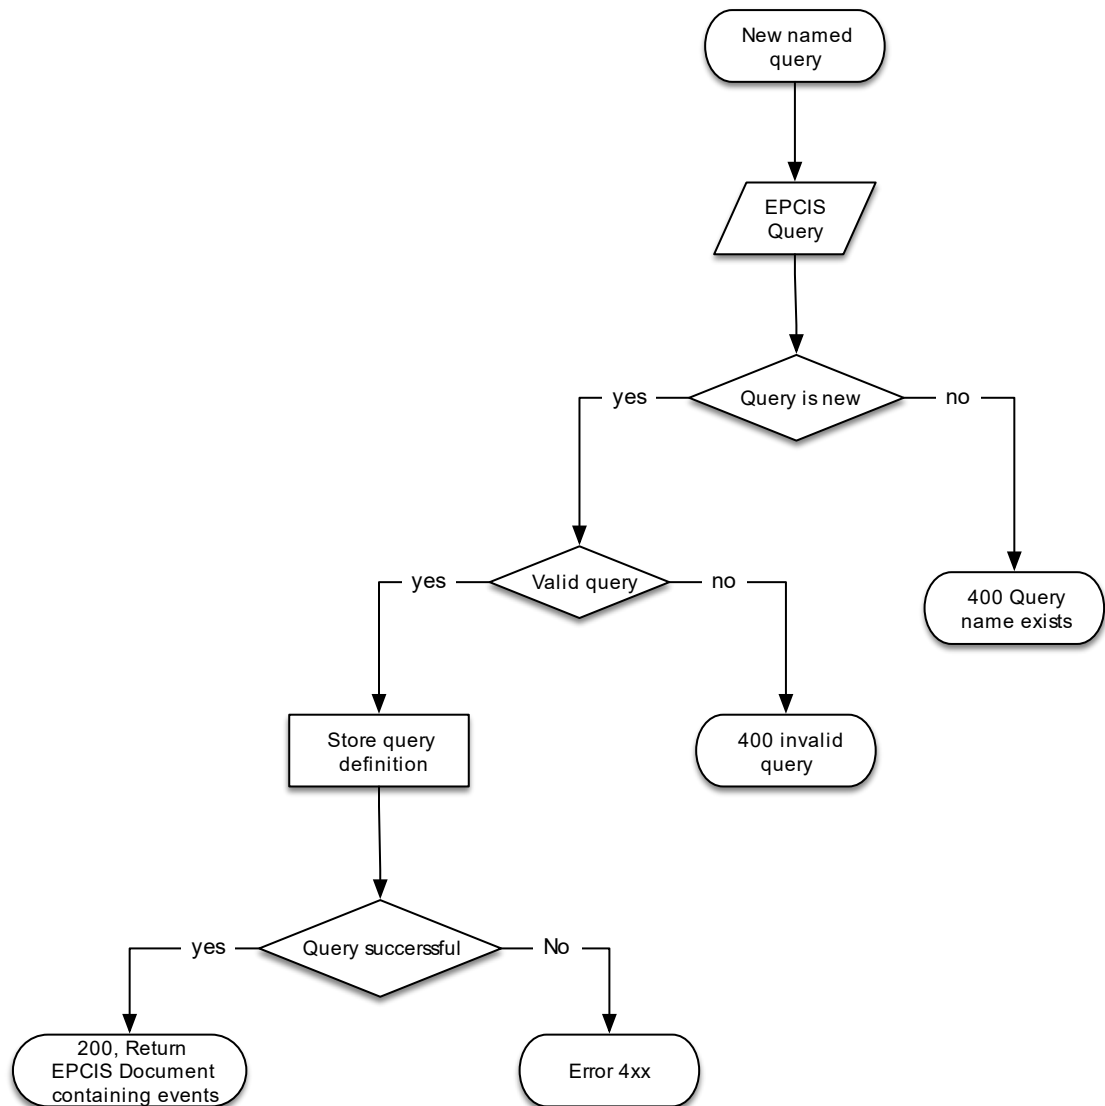 New named
query
EPCIS
Query
Query is new
yes
no
Valid query
yes
no
400 Query
name exists
Store query
definition
400 invalid
query
Query succerssful
yes
No
200, Return
EPCIS Document
containing events
Error 4xx